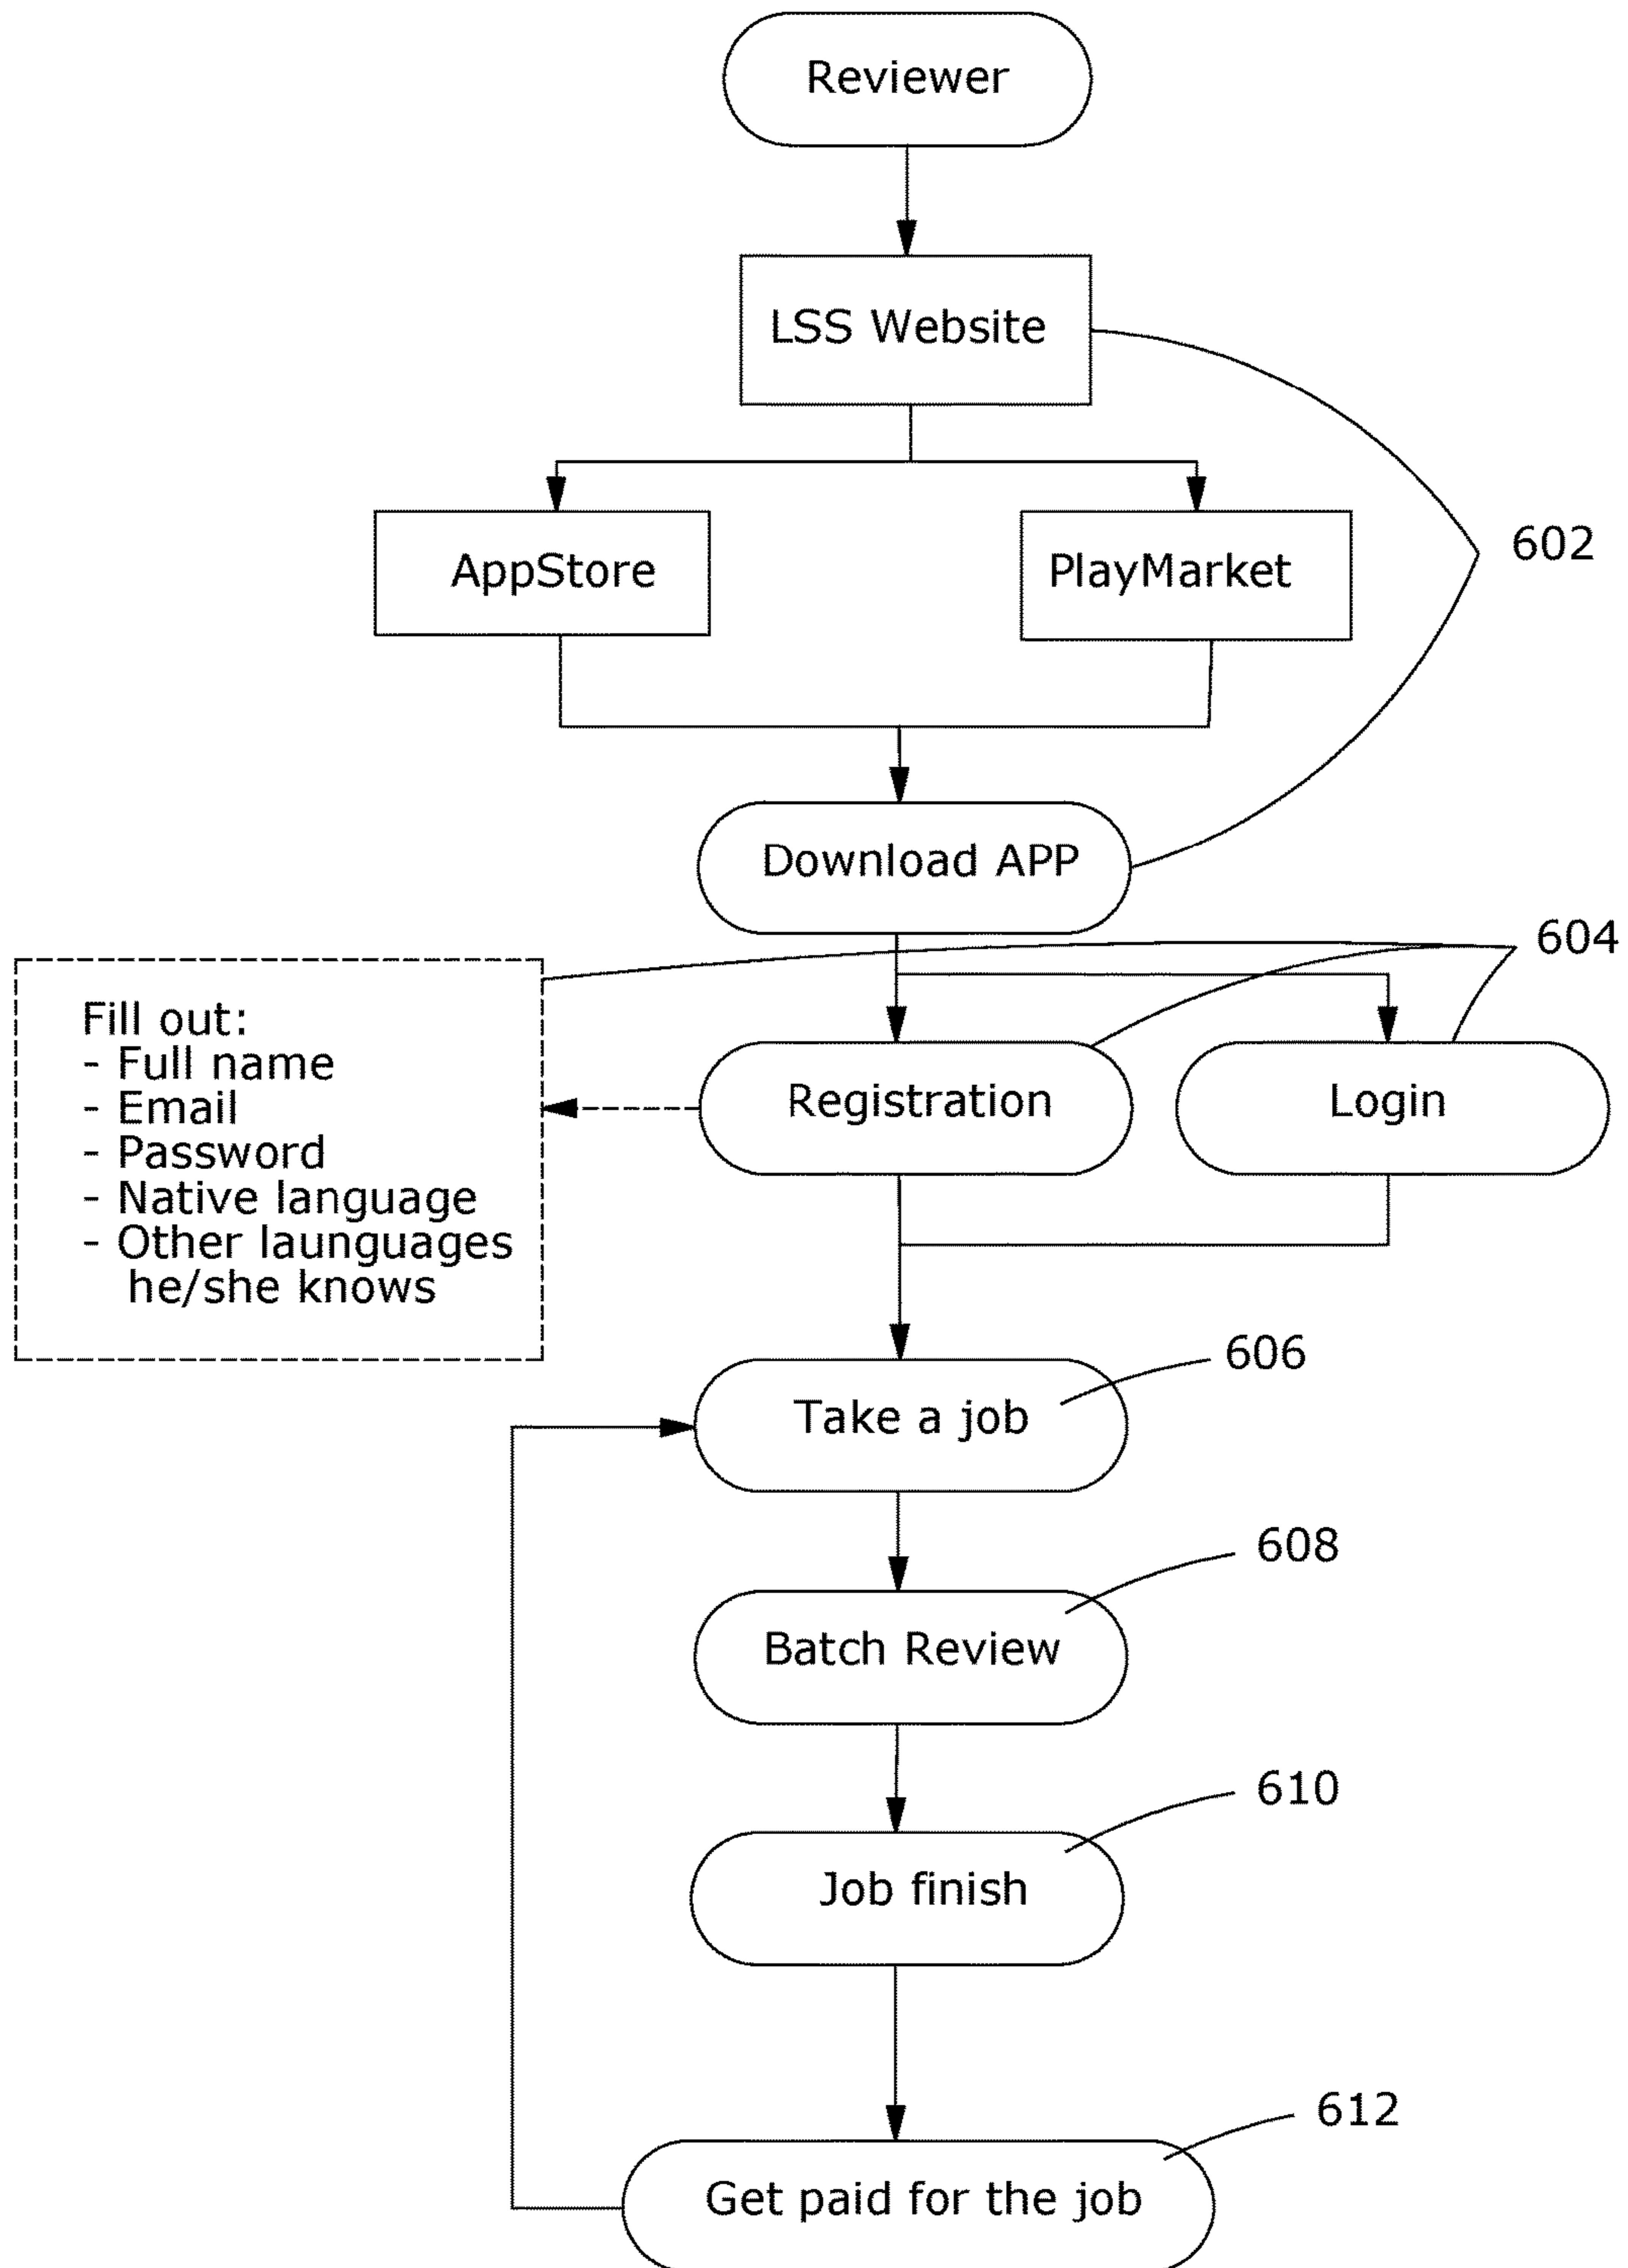 Reviewer
LSS Website
AppStore
PlayMarket
602
Download APP
604
Fill out:
- Full name
- Email
- Password
- Native language
- Other launguages
he/she knows
Registration
Login
606
Take a job
608
Batch Review
610
Job finish
612
Get paid for the job